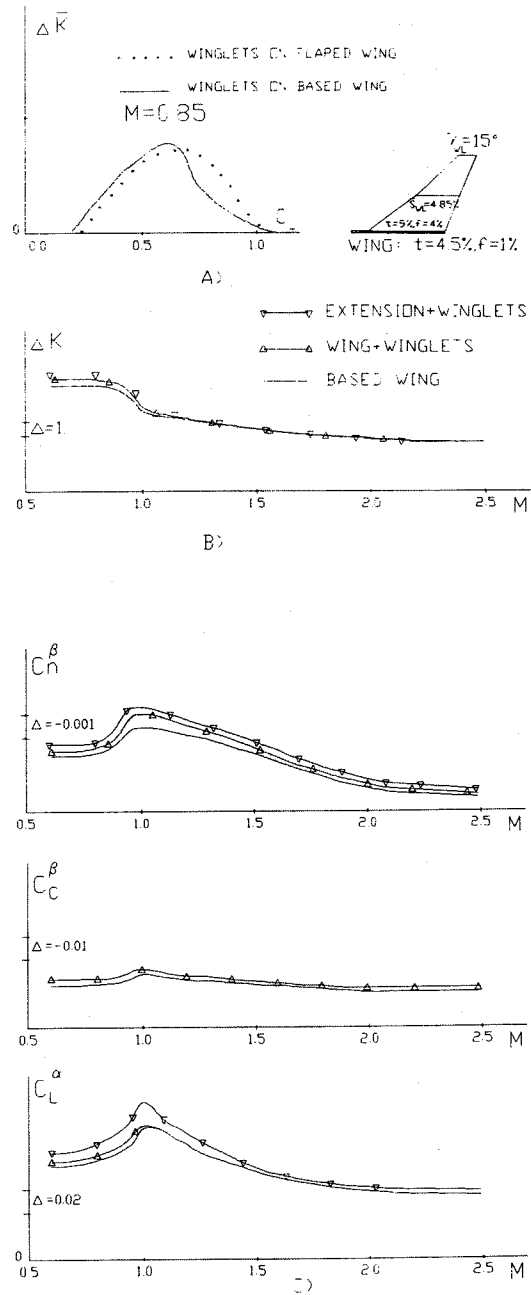 Δ K̄
WINGLETS ON FLAPED WING
WINGLETS ON BASED WING
M=0.85
0
0.0 0.5 1.0
C
=15°
S_WL=4.85%
t=5%, f=4%
WING: t=4.5%, f=1%
A)
EXTENSION+WINGLETS
WING+WINGLETS
BASED WING
Δ K
Δ=1.
0.5 1.0 1.5 2.0 2.5 M
B)
Cn^β
Δ=-0.001
0.5 1.0 1.5 2.0 2.5 M
C_C^β
Δ=-0.01
0.5 1.0 1.5 2.0 2.5 M
C_L^α
Δ=0.02
0
0.5 1.0 1.5 2.0 2.5 M